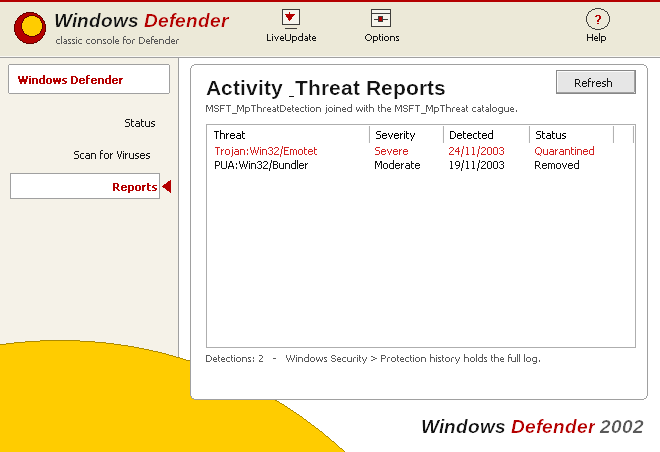 Windows Defender
classic console for Defender
LiveUpdate
Options
?
Help
Windows Defender
Status
Scan for Viruses
Reports
Activity _Threat Reports
Refresh
MSFT_MpThreatDetection joined with the MSFT_MpThreat catalogue.
Threat Severity Detected Status
Trojan:Win32/Emotet Severe 24/11/2003 Quarantined
PUA:Win32/Bundler Moderate 19/11/2003 Removed
Detections: 2 - Windows Security > Protection history holds the full log.
Windows Defender 2002